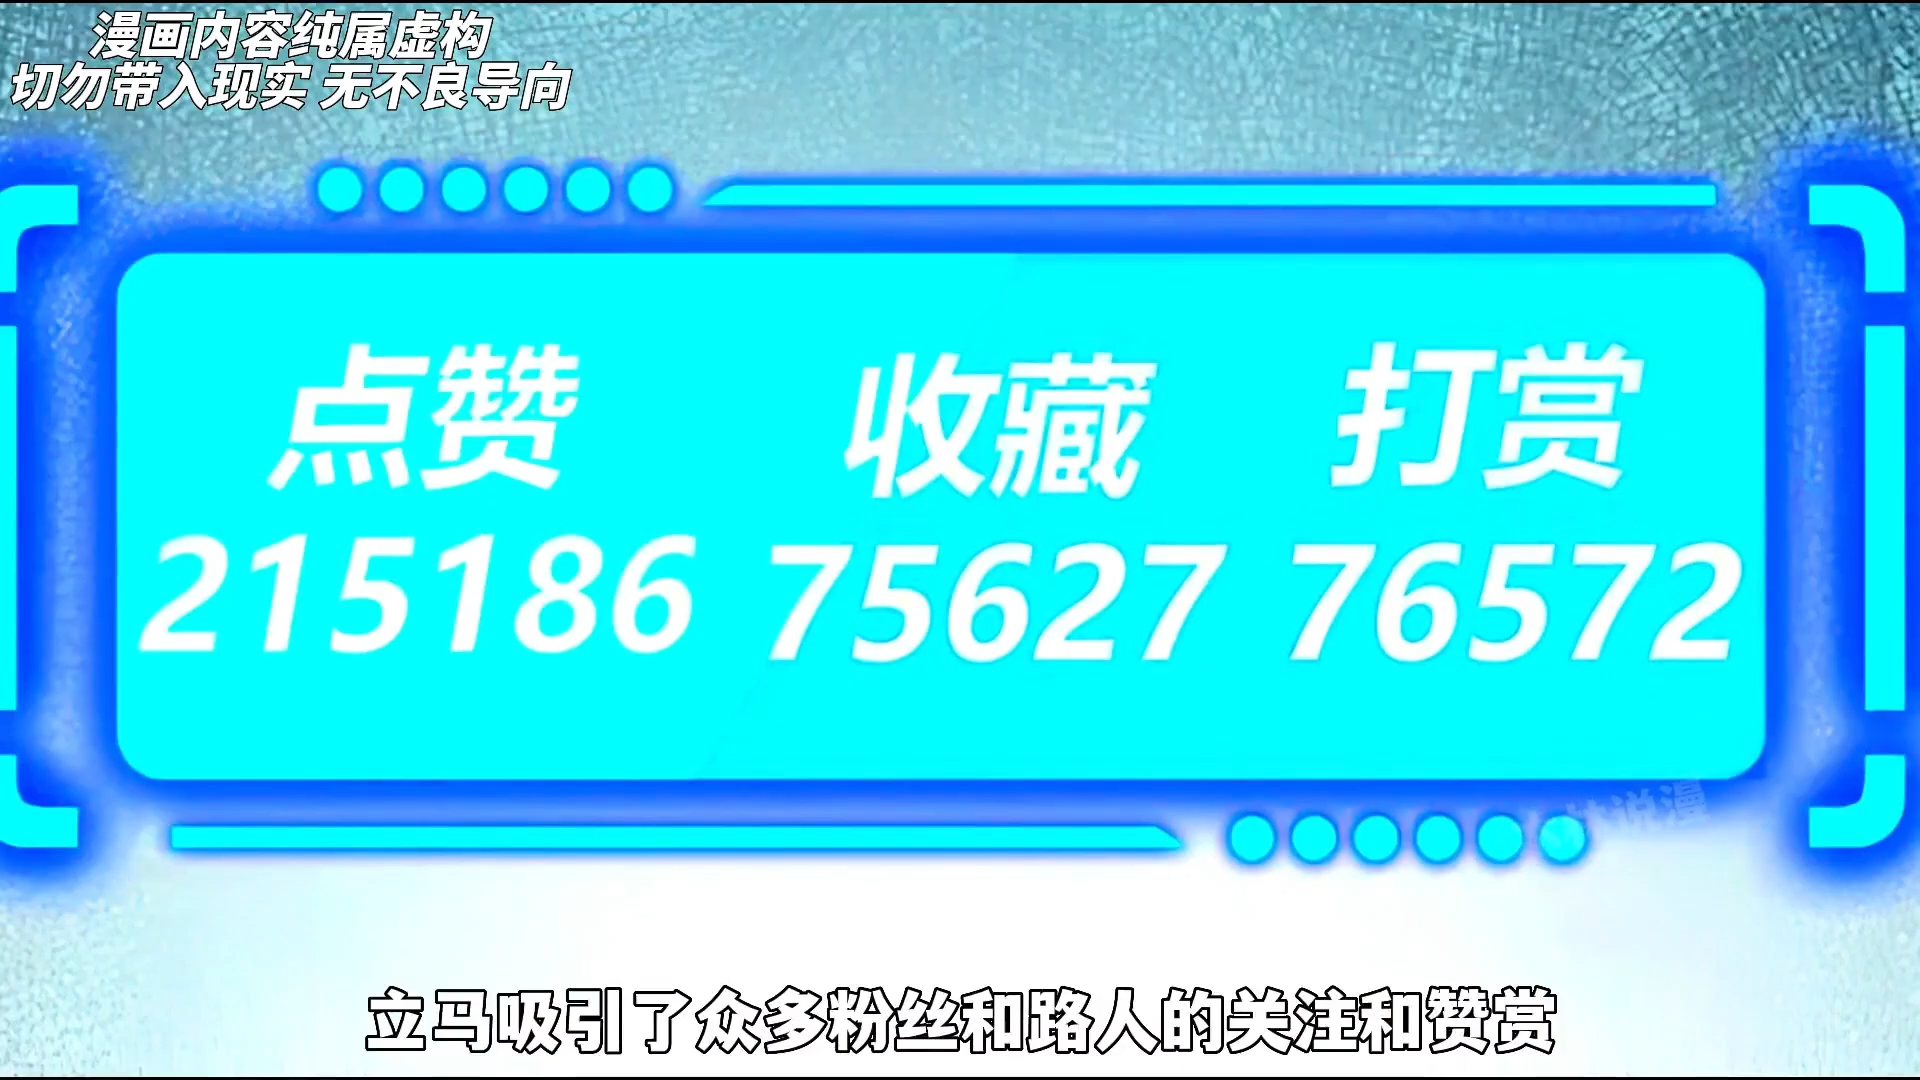 漫画内容纯属虚构
切勿带入现实 无不良导向
点赞 收藏 打赏
215186 75627 76572
说漫
立马吸引了众多粉丝和路人的关注和赞赏